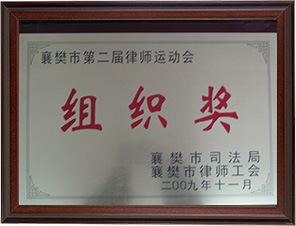 襄樊市第二届律师运动会
组织奖
襄樊市司法局
襄樊市律师工会
二00九年十一月